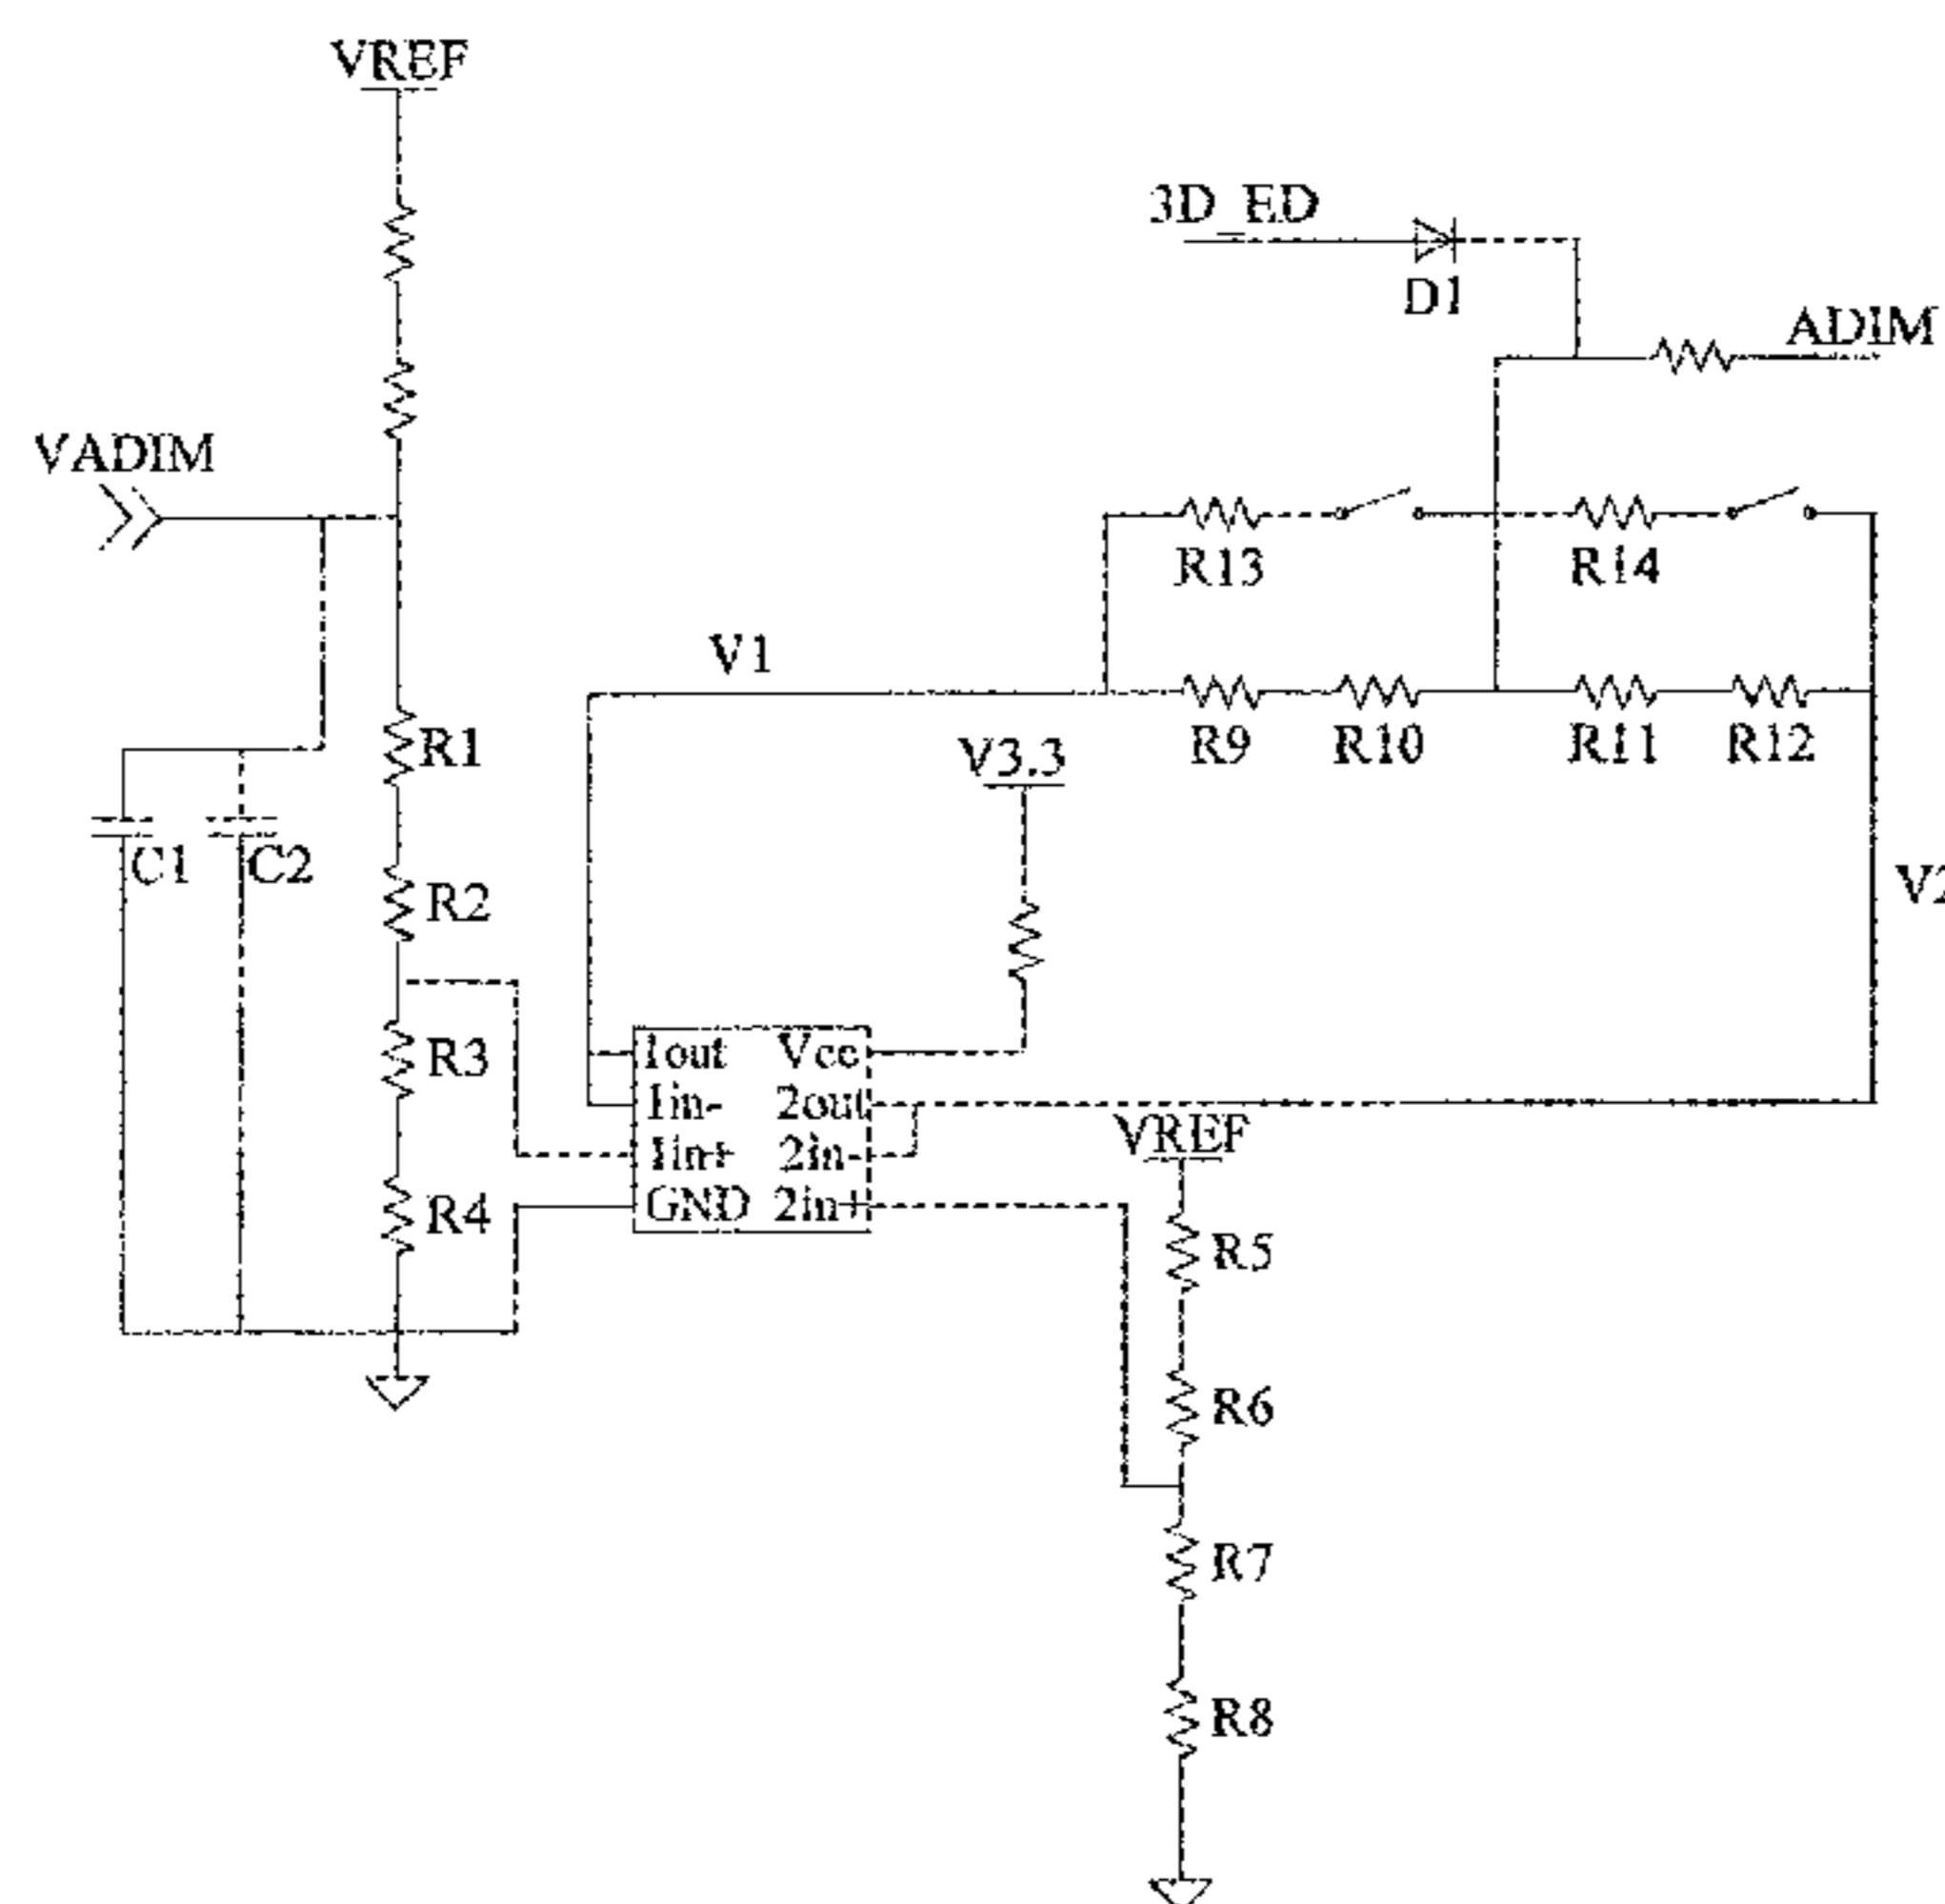 VREF
3D_ED
D1
ADIM
VADIM
R13
R14
V1
R9
R10
R11
R12
V3.3
R1
C1
C2
R2
V2
R3
R4
1out
Vcc
1in-
2out
1in+
2in-
GND
2in+
VREF
R5
R6
R7
R8